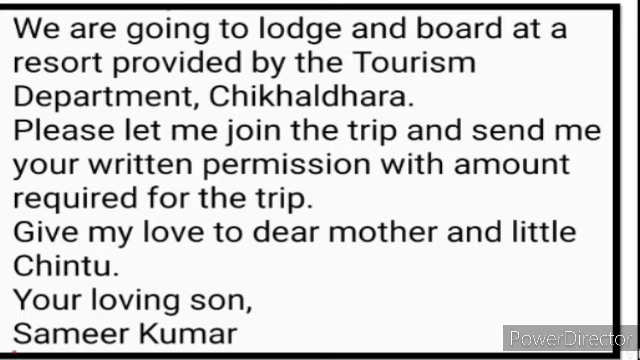 We are going to lodge and board at a
resort provided by the Tourism
Department, Chikhaldhara.
Please let me join the trip and send me
your written permission with amount
required for the trip.
Give my love to dear mother and little
Chintu.
Your loving son,
Sameer Kumar
PowerDirector